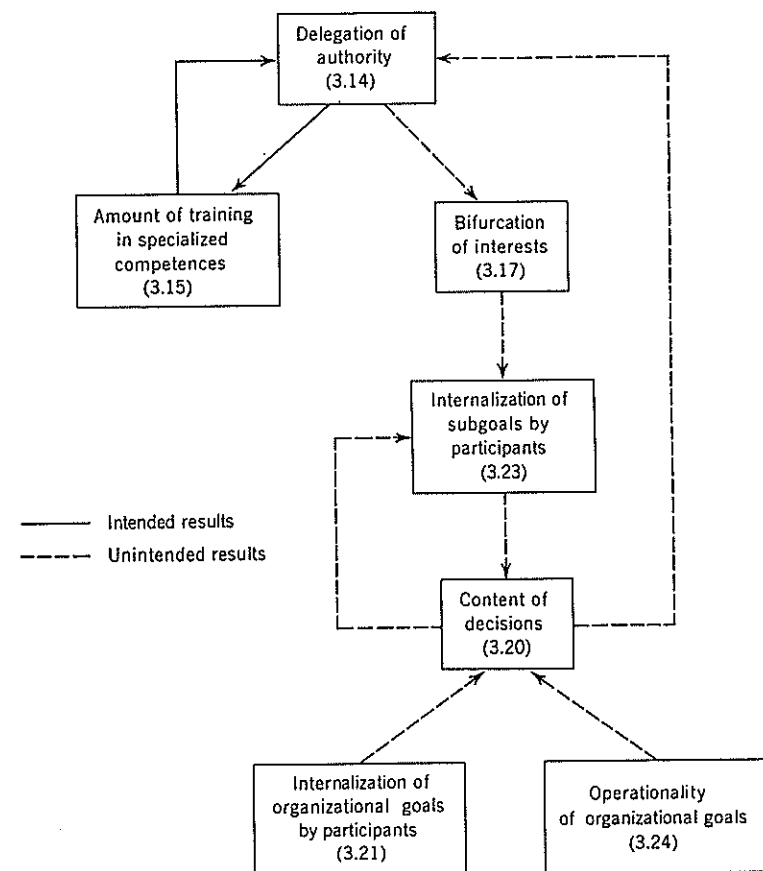 Delegation of
authority
(3.14)
Amount of training
in specialized
competences
(3.15)
Bifurcation
of interests
(3.17)
Internalization of
subgoals by
participants
(3.23)
Intended results
Unintended results
Content of
decisions
(3.20)
Internalization of
organizational goals
by participants
(3.21)
Operationality
of organizational goals
(3.24)